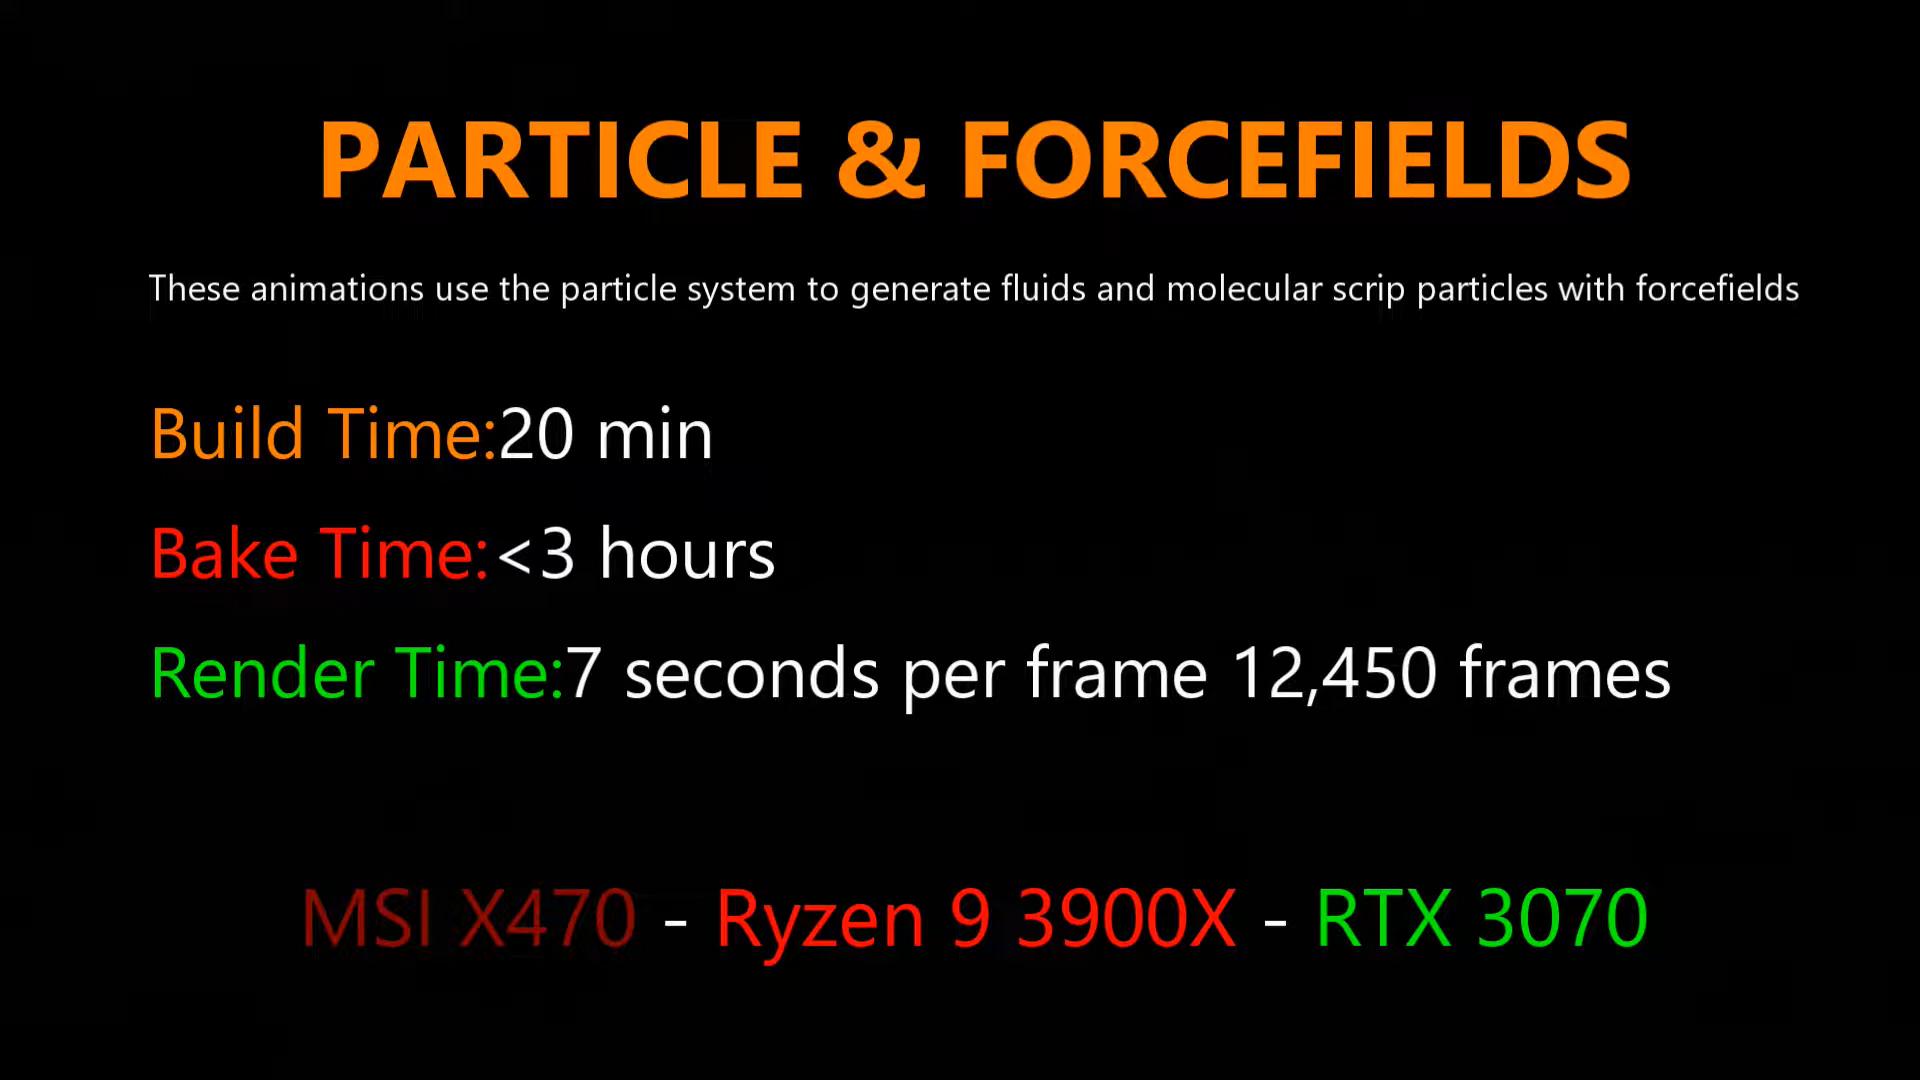 PARTICLE & FORCEFIELDS
These animations use the particle system to generate fluids and molecular scrip particles with forcefields
Build Time:20 min
Bake Time:<3 hours
Render Time:7 seconds per frame 12,450 frames
MSI X470 - Ryzen 9 3900X - RTX 3070